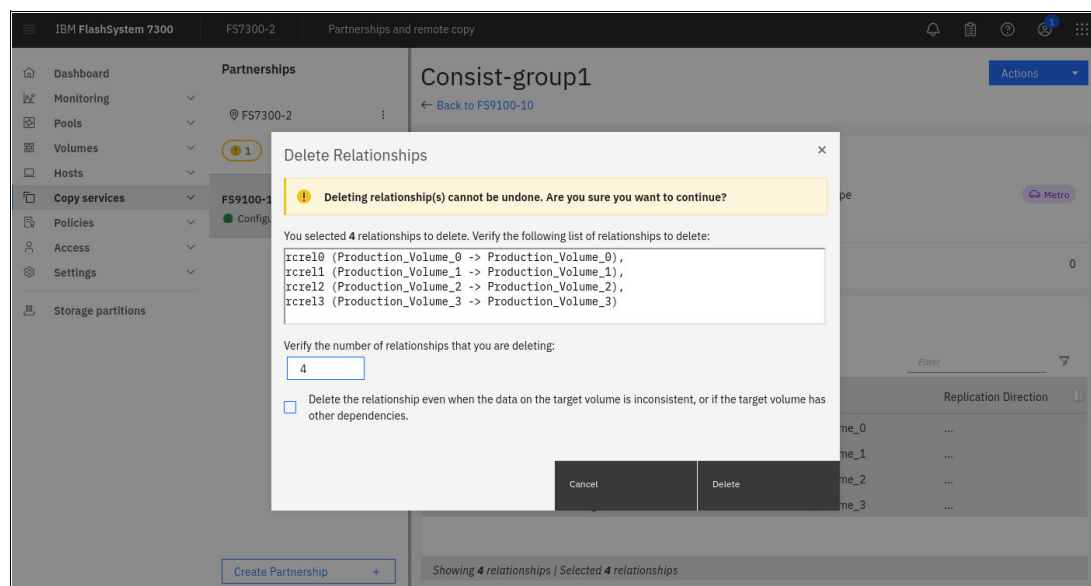 IBM FlashSystem 7300
FS7300-2
Partnerships and remote copy
1
Dashboard
Monitoring
Pools
Volumes
Hosts
Copy services
Policies
Access
Settings
Storage partitions
Partnerships
FS7300-2
1
FS9100-1
Configu
Create Partnership +
Consist-group1
← Back to FS9100-10
Actions
pe
Metro
0
Filter
Replication Direction
me_0 ...
me_1 ...
me_2 ...
me_3 ...
Showing 4 relationships | Selected 4 relationships
Delete Relationships
Deleting relationship(s) cannot be undone. Are you sure you want to continue?
You selected 4 relationships to delete. Verify the following list of relationships to delete:
rcrel0 (Production_Volume_0 -> Production_Volume_0),
rcrel1 (Production_Volume_1 -> Production_Volume_1),
rcrel2 (Production_Volume_2 -> Production_Volume_2),
rcrel3 (Production_Volume_3 -> Production_Volume_3)
Verify the number of relationships that you are deleting:
4
Delete the relationship even when the data on the target volume is inconsistent, or if the target volume has
other dependencies.
Cancel
Delete